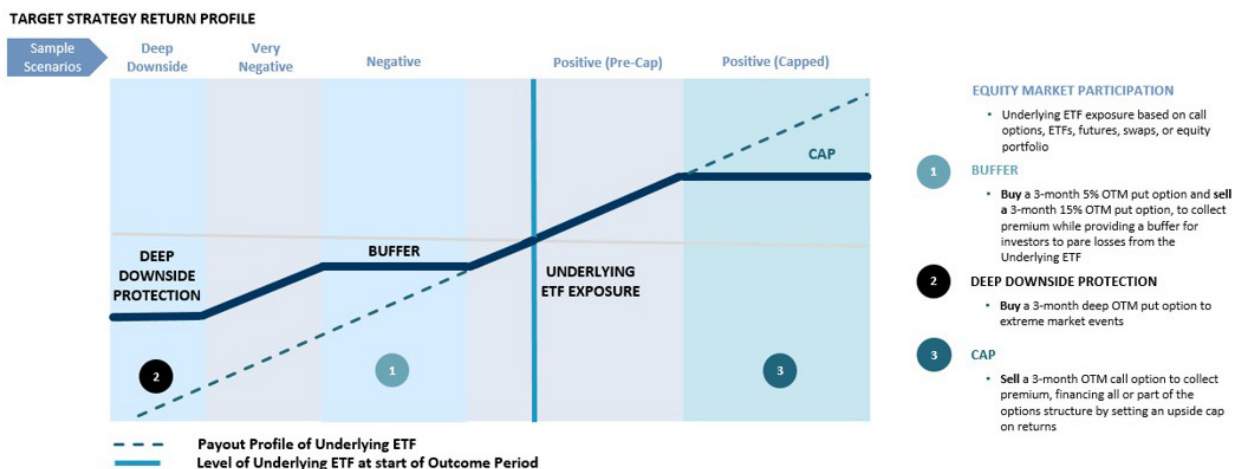 TARGET STRATEGY RETURN PROFILE
Sample
Scenarios
Deep
Downside
Very
Negative
Negative
Positive (Pre-Cap)
Positive (Capped)
CAP
DEEP
DOWNSIDE
PROTECTION
BUFFER
UNDERLYING
ETF EXPOSURE
2
1
3
Payout Profile of Underlying ETF
Level of Underlying ETF at start of Outcome Period
EQUITY MARKET PARTICIPATION
• Underlying ETF exposure based on call
options, ETFs, futures, swaps, or equity
portfolio
1
BUFFER
• Buy a 3-month 5% OTM put option and sell
a 3-month 15% OTM put option, to collect
premium while providing a buffer for
investors to pare losses from the
Underlying ETF
2
DEEP DOWNSIDE PROTECTION
• Buy a 3-month deep OTM put option to
extreme market events
3
CAP
• Sell a 3-month OTM call option to collect
premium, financing all or part of the
options structure by setting an upside cap
on returns